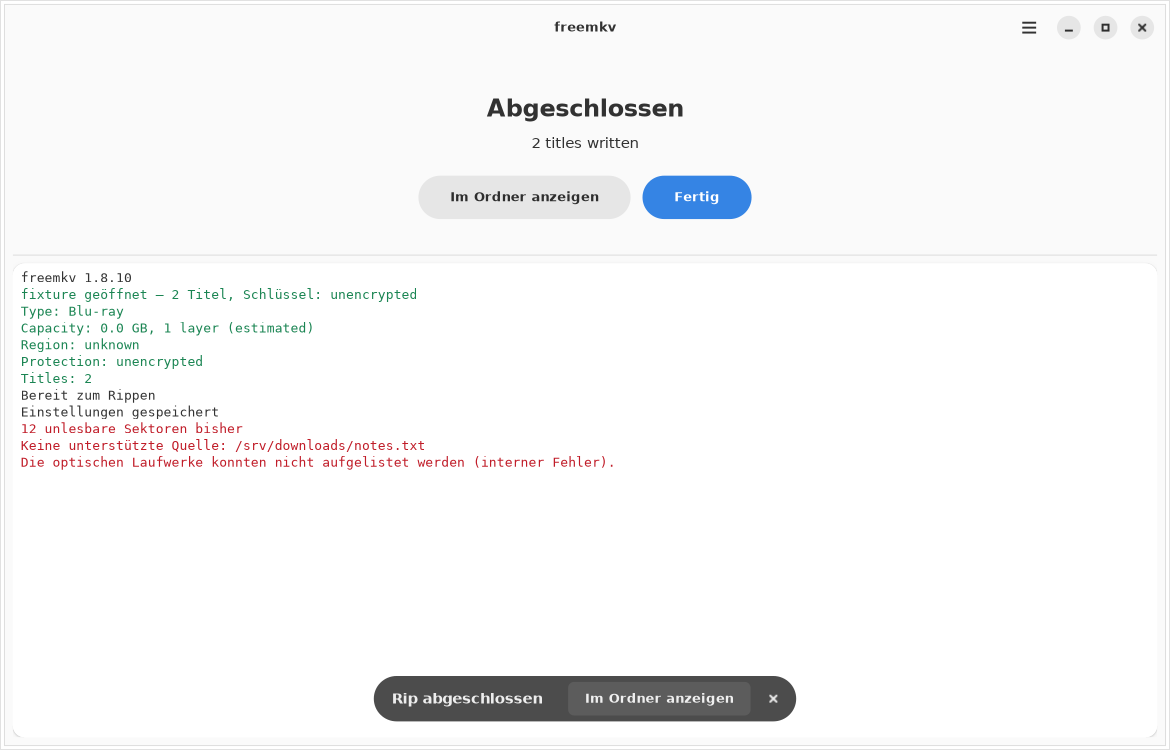 freemkv
Abgeschlossen
2 titles written
Im Ordner anzeigen
Fertig
freemkv 1.8.10
fixture geöffnet — 2 Titel, Schlüssel: unencrypted
Type: Blu-ray
Capacity: 0.0 GB, 1 layer (estimated)
Region: unknown
Protection: unencrypted
Titles: 2
Bereit zum Rippen
Einstellungen gespeichert
12 unlesbare Sektoren bisher
Keine unterstützte Quelle: /srv/downloads/notes.txt
Die optischen Laufwerke konnten nicht aufgelistet werden (interner Fehler).
Rip abgeschlossen
Im Ordner anzeigen